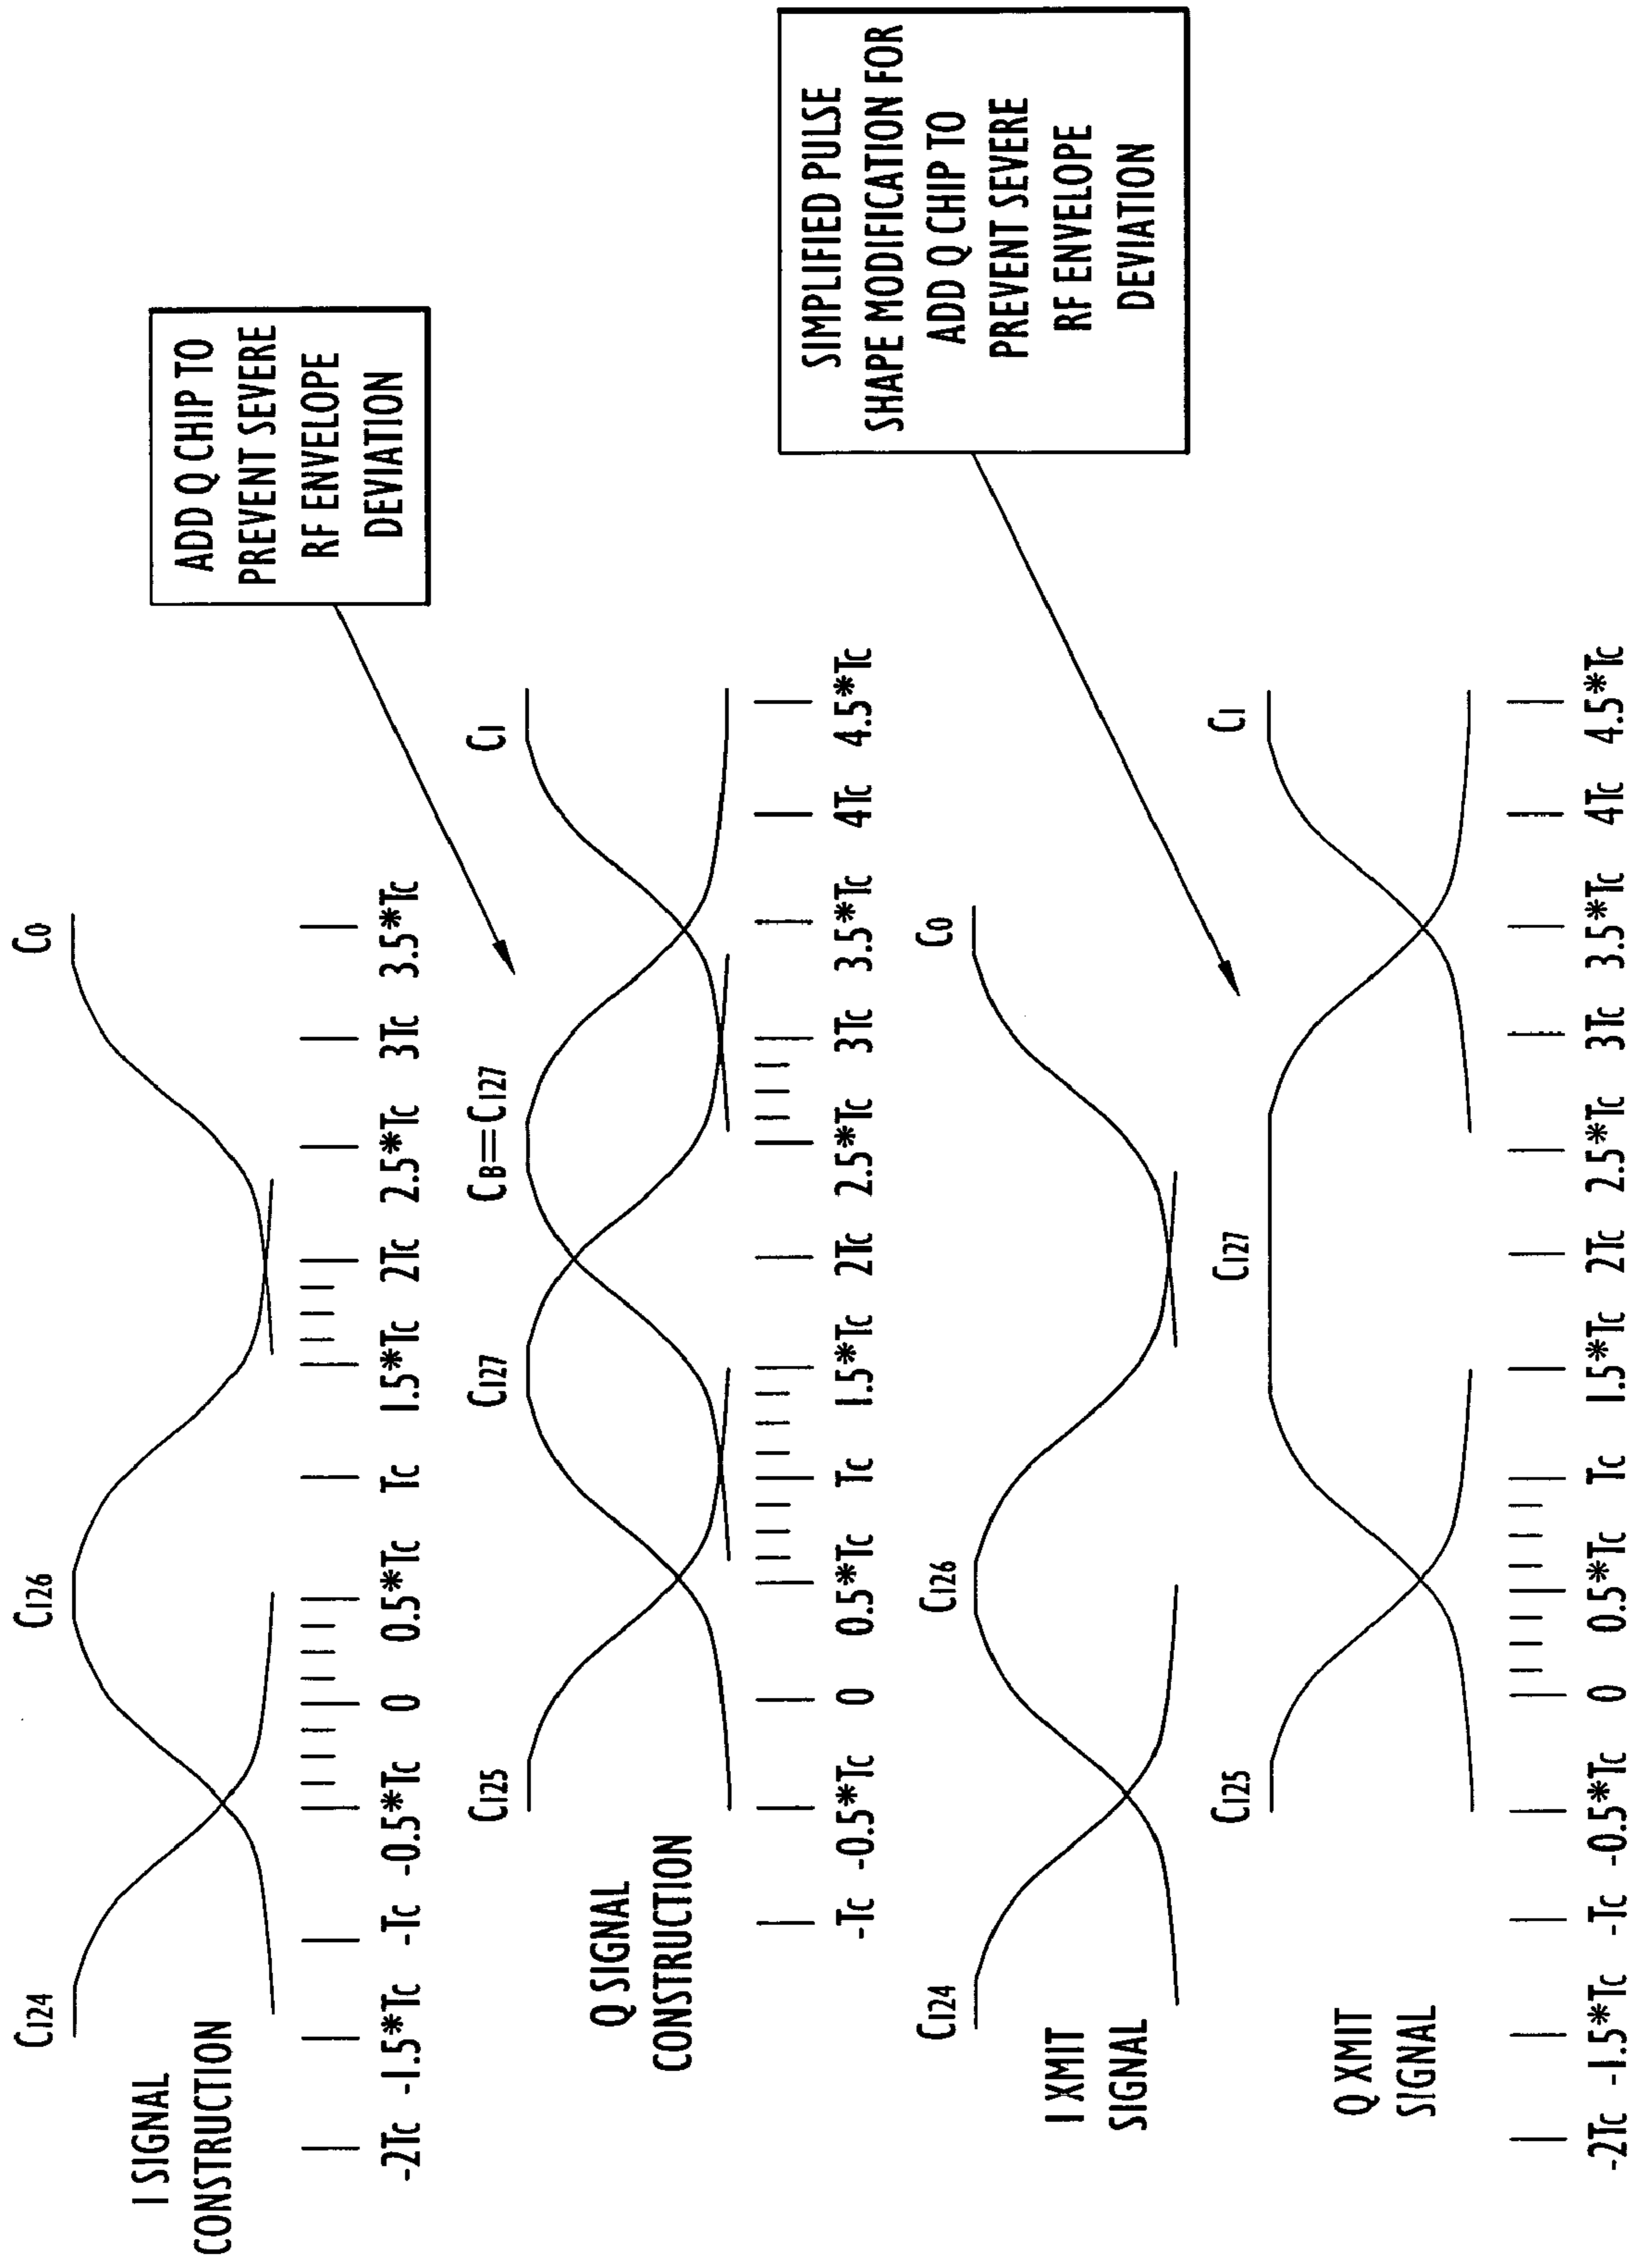 C124
C126
C0
I SIGNAL
CONSTRUCTION
-2Tc -1.5*Tc -Tc -0.5*Tc 0 0.5*Tc Tc 1.5*Tc 2Tc 2.5*Tc 3Tc 3.5*Tc
ADD Q CHIP TO
PREVENT SEVERE
RF ENVELOPE
DEVIATION
C125
C127
CB=C127
C1
Q SIGNAL
CONSTRUCTION
-Tc -0.5*Tc 0 0.5*Tc Tc 1.5*Tc 2Tc 2.5*Tc 3Tc 3.5*Tc 4Tc 4.5*Tc
SIMPLIFIED PULSE
SHAPE MODIFICATION FOR
ADD Q CHIP TO
PREVENT SEVERE
RF ENVELOPE
DEVIATION
C124
C126
C0
I XMIT
SIGNAL
C125
C127
C1
Q XMIT
SIGNAL
-2Tc -1.5*Tc -Tc -0.5*Tc 0 0.5*Tc Tc 1.5*Tc 2Tc 2.5*Tc 3Tc 3.5*Tc 4Tc 4.5*Tc